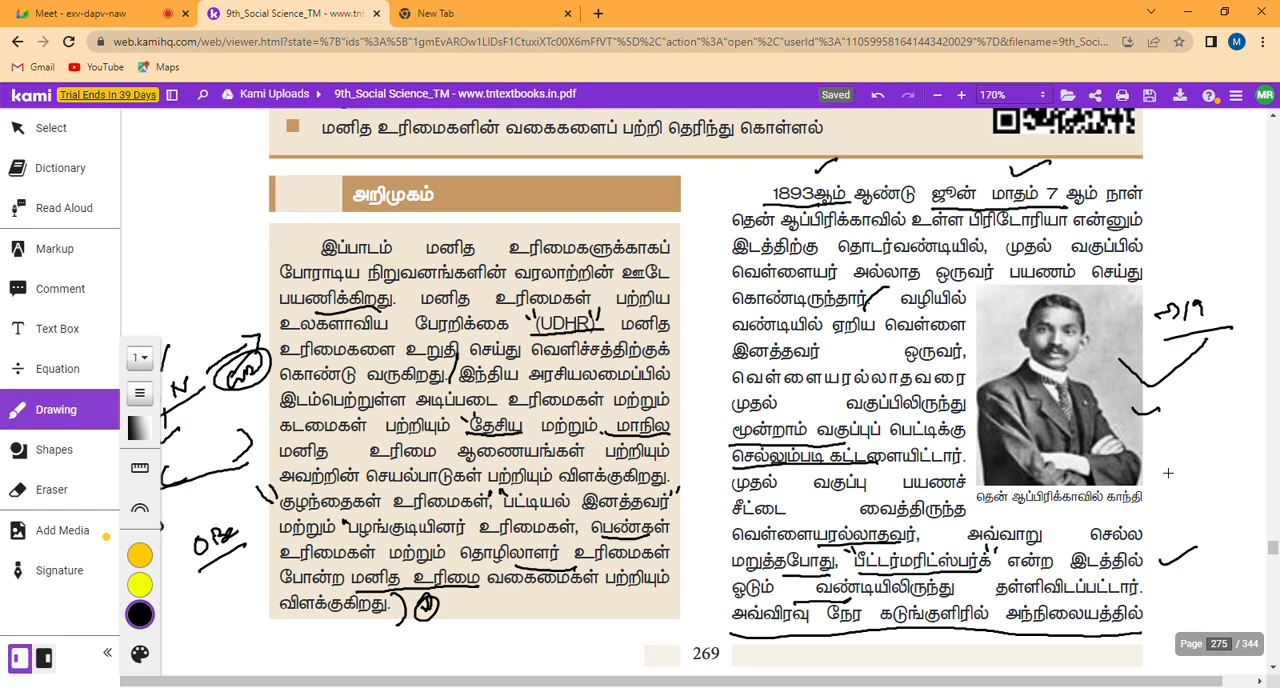 Meet - exv-dapv-naw
9th_Social Science_TM - www.tnt
New Tab
web.kamihq.com/web/viewer.html?state=%7B"ids"%3A%5B"1gmEvAROw1LlDsF1CtuxiXTc00X6mFfVT"%5D%2C"action"%3A"open"%2C"userId"%3A"110599581641443420029"%7D&filename=9th_Soci...
Gmail
YouTube
Maps
kami
Trial Ends In 39 Days
Kami Uploads
9th_Social Science_TM - www.tntextbooks.in.pdf
Saved
170%
MR
M
Select
Dictionary
Read Aloud
Markup
Comment
Text Box
Equation
Drawing
Shapes
Eraser
Add Media
Signature
1
மனித உரிமைகளின் வகைகளைப் பற்றி தெரிந்து கொள்ளல்
அறிமுகம்
இப்பாடம் மனித உரிமைகளுக்காகப்
போராடிய நிறுவனங்களின் வரலாற்றின் ஊடே
பயணிக்கிறது. மனித உரிமைகள் பற்றிய
உலகளாவிய பேரறிக்கை (UDHR) மனித
உரிமைகளை உறுதி செய்து வெளிச்சத்திற்குக்
கொண்டு வருகிறது. இந்திய அரசியலமைப்பில்
இடம்பெற்றுள்ள அடிப்படை உரிமைகள் மற்றும்
கடமைகள் பற்றியும் தேசிய மற்றும் மாநில
மனித உரிமை ஆணையங்கள் பற்றியும்
அவற்றின் செயல்பாடுகள் பற்றியும் விளக்குகிறது.
குழந்தைகள் உரிமைகள், பட்டியல் இனத்தவர்
மற்றும் பழங்குடியினர் உரிமைகள், பெண்கள்
உரிமைகள் மற்றும் தொழிலாளர் உரிமைகள்
போன்ற மனித உரிமை வகைமைகள் பற்றியும்
விளக்குகிறது.
OBC
1893ஆம் ஆண்டு ஜூன் மாதம் 7 ஆம் நாள்
தென் ஆப்பிரிக்காவில் உள்ள பிரிடோரியா என்னும்
இடத்திற்கு தொடர்வண்டியில், முதல் வகுப்பில்
வெள்ளையர் அல்லாத ஒருவர் பயணம் செய்து
கொண்டிருந்தார். வழியில்
வண்டியில் ஏறிய வெள்ளை
இனத்தவர் ஒருவர்,
வெள்ளையரல்லாதவரை
முதல் வகுப்பிலிருந்து
மூன்றாம் வகுப்புப் பெட்டிக்கு
செல்லும்படி கட்டளையிட்டார்.
முதல் வகுப்பு பயணச்
சீட்டை வைத்திருந்த
வெள்ளையரல்லாதவர், அவ்வாறு செல்ல
மறுத்தபோது, பீட்டர்மரிட்ஸ்பர்க் என்ற இடத்தில்
ஓடும் வண்டியிலிருந்து தள்ளிவிடப்பட்டார்.
அவ்விரவு நேர கடுங்குளிரில் அந்நிலையத்தில்
தென் ஆப்பிரிக்காவில் காந்தி
269
Page 275 / 344